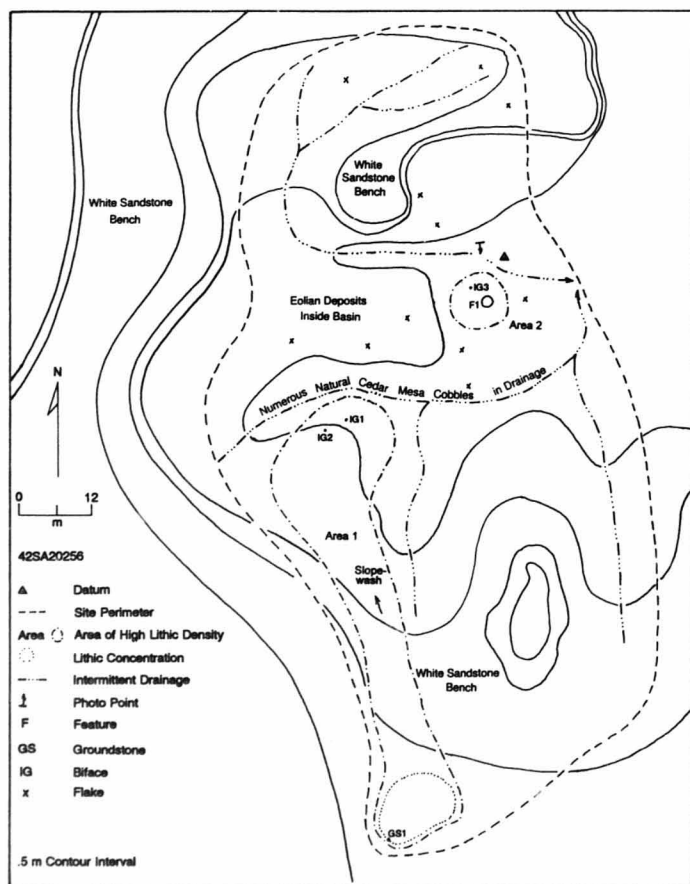 White
Sandstone
Bench
White Sandstone
Bench
IG3
F1
Area 2
Eolian Deposits
Inside Basin
Numerous Natural Cedar Mesa Cobbles in Drainage
N
IG1
IG2
0 12
m
Area 1
42SA20256
Slope-
wash
Datum
Site Perimeter
Area Area of High Lithic Density
Lithic Concentration
Intermittent Drainage
Photo Point
F Feature
GS Groundstone
IG Biface
x Flake
White Sandstone
Bench
GS1
.5 m Contour Interval